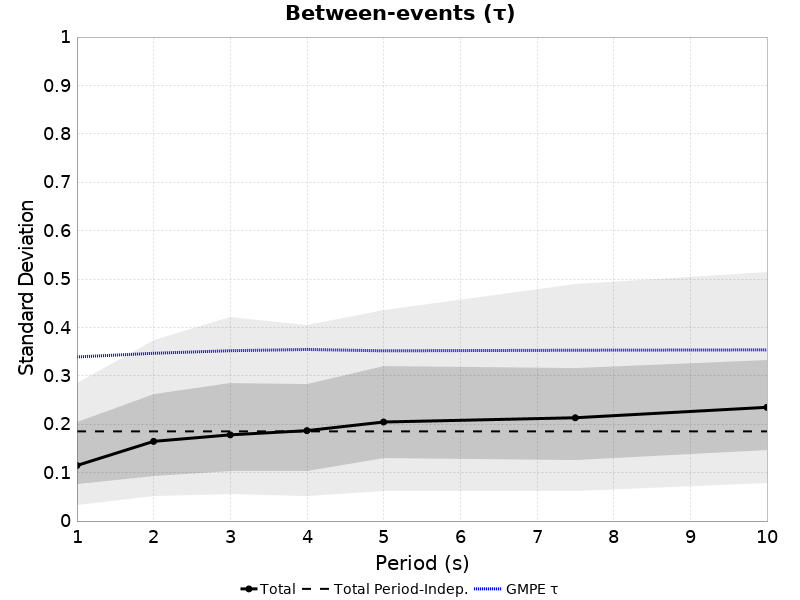 Between-events (τ)
1
0.9
0.8
0.7
0.6
0.5
0.4
0.3
0.2
0.1
0
Standard Deviation
1 2 3 4 5 6 7 8 9 10
Period (s)
Total Total Period-Indep. GMPE τ